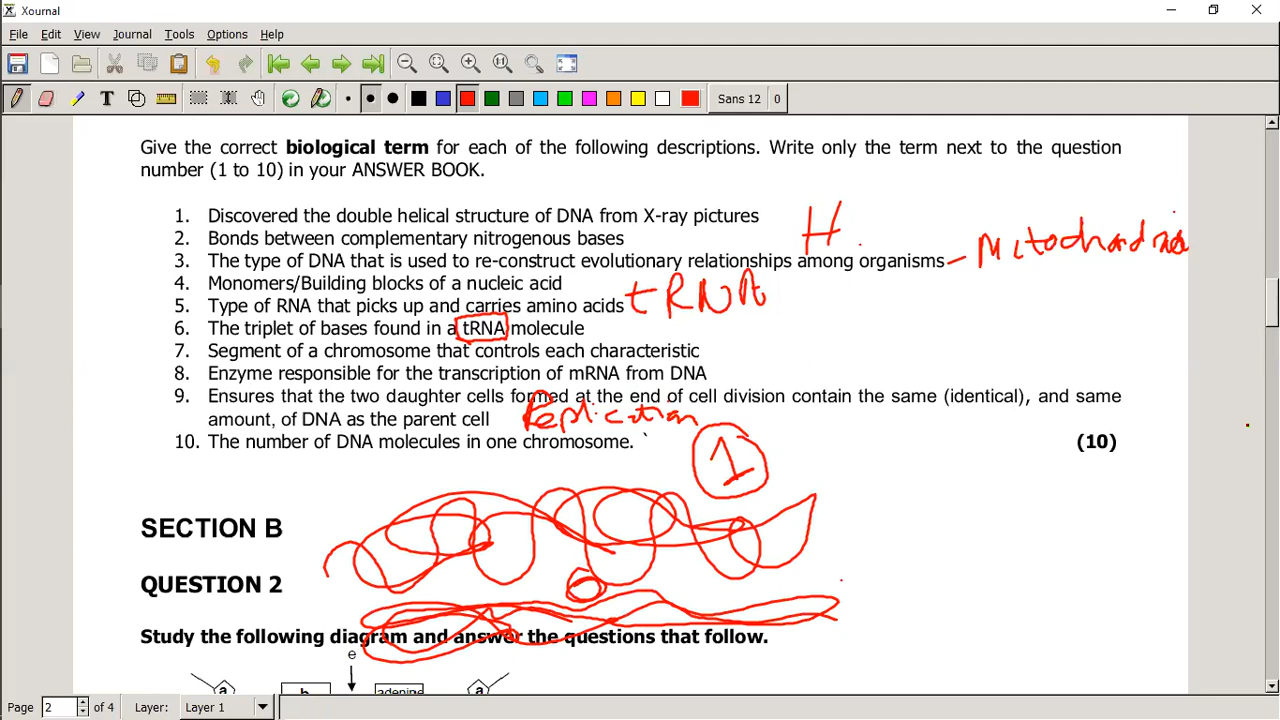 Xournal
File Edit View Journal Tools Options Help
Sans 12 0
Give the correct biological term for each of the following descriptions. Write only the term next to the question
number (1 to 10) in your ANSWER BOOK.
1. Discovered the double helical structure of DNA from X-ray pictures
H
2. Bonds between complementary nitrogenous bases
3. The type of DNA that is used to re-construct evolutionary relationships among organisms
4. Monomers/Building blocks of a nucleic acid
5. Type of RNA that picks up and carries amino acids tRNA
6. The triplet of bases found in a tRNA molecule
7. Segment of a chromosome that controls each characteristic
8. Enzyme responsible for the transcription of mRNA from DNA
9. Ensures that the two daughter cells formed at the end of cell division contain the same (identical), and same
amount, of DNA as the parent cell Replication
10. The number of DNA molecules in one chromosome. (10)
1
SECTION B
QUESTION 2
Study the following diagram and answer the questions that follow.
e
a b adenine a
Page 2 of 4 Layer: Layer 1